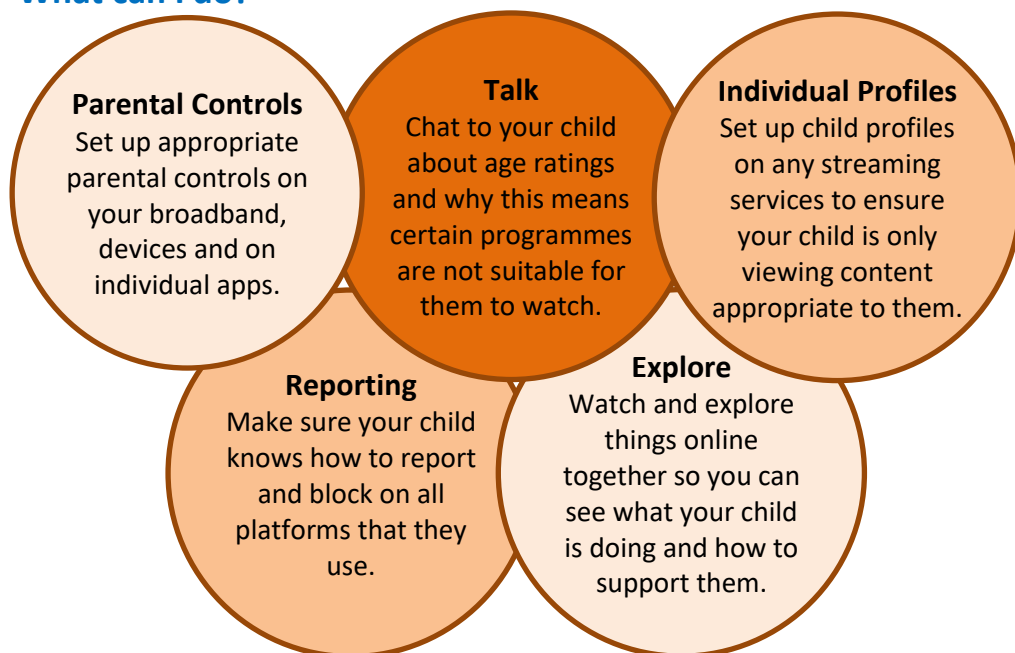 What can I do?
Parental Controls
Set up appropriate
parental controls on
your broadband,
devices and on
individual apps.
Talk
Chat to your child
about age ratings
and why this means
certain programmes
are not suitable for
them to watch.
Individual Profiles
Set up child profiles
on any streaming
services to ensure
your child is only
viewing content
appropriate to them.
Reporting
Make sure your child
knows how to report
and block on all
platforms that they
use.
Explore
Watch and explore
things online
together so you can
see what your child
is doing and how to
support them.